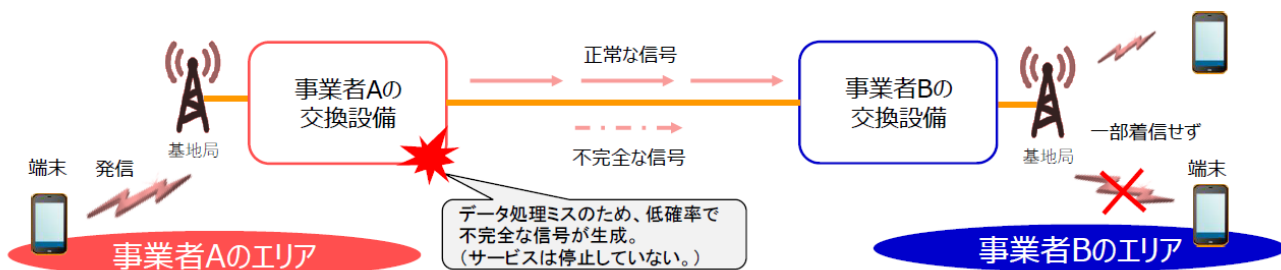 事業者Aの
交換設備
正常な信号
不完全な信号
事業者Bの
交換設備
基地局
端末
発信
基地局
一部着信せず
端末
データ処理ミスのため、低確率で
不完全な信号が生成。
（サービスは停止していない。）
事業者Aのエリア
事業者Bのエリア